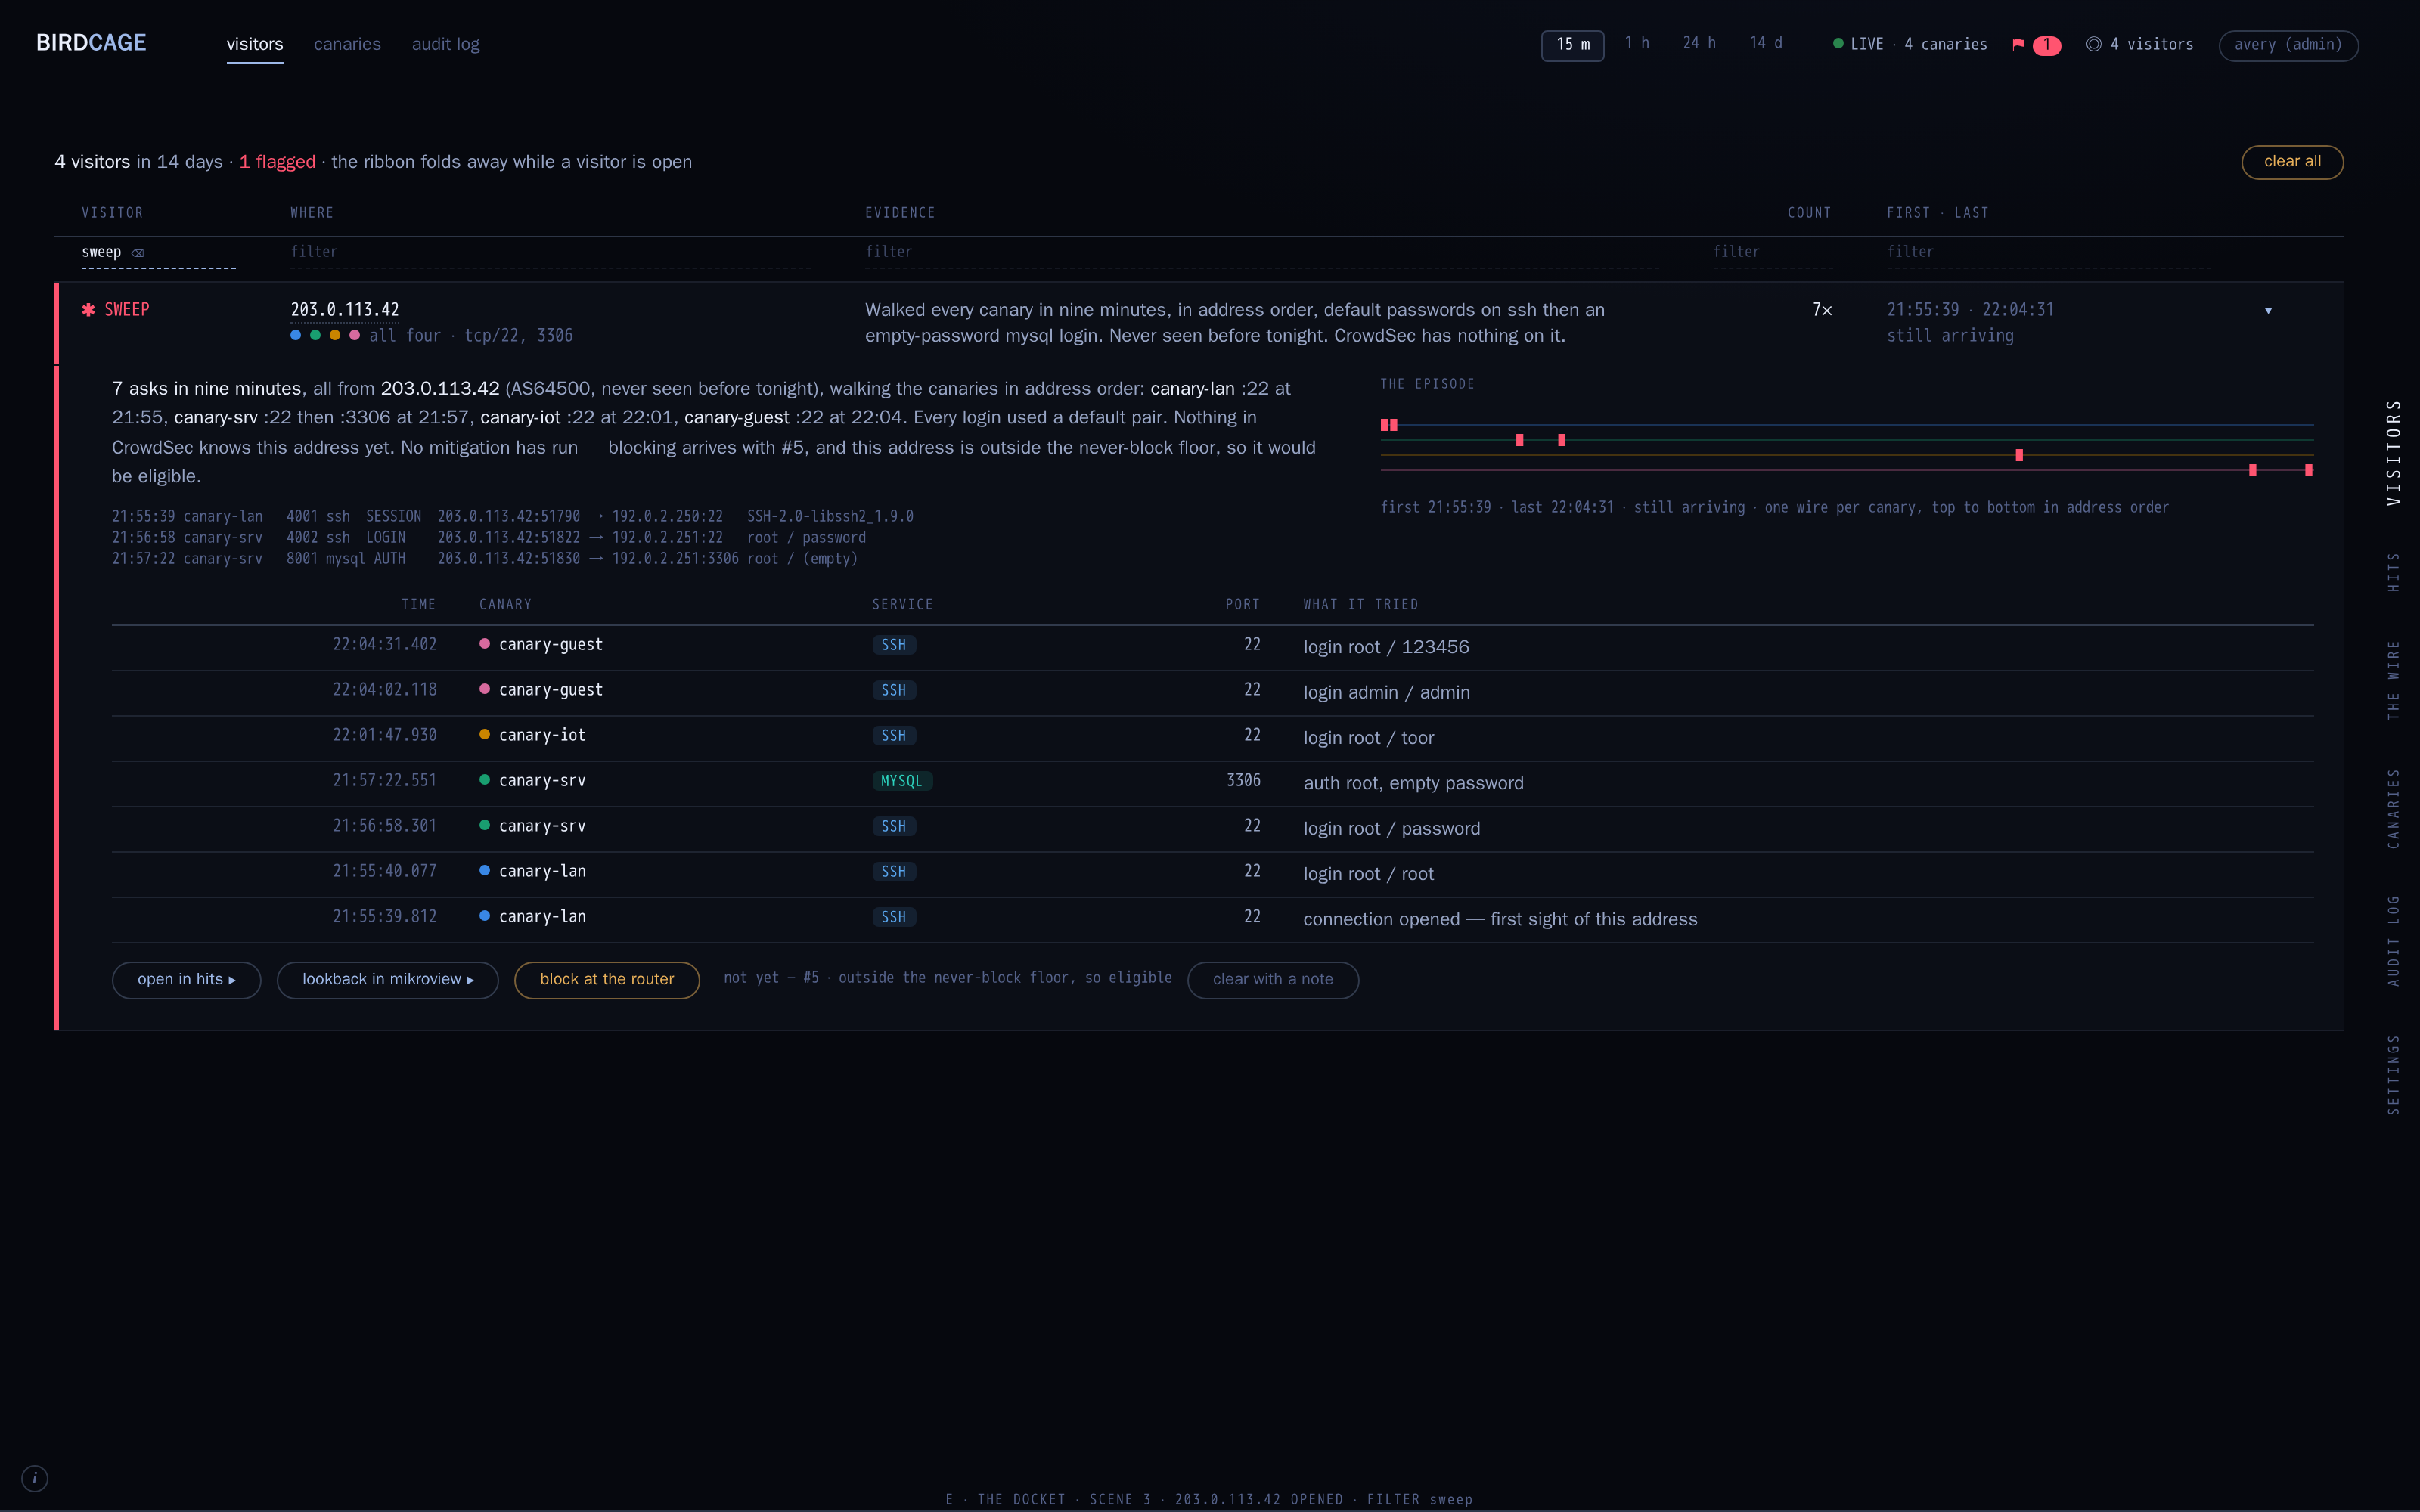 BIRDCAGE visitors canaries audit log 15 m 1 h 24 h 14 d LIVE · 4 canaries 1 ◎ 4 visitors avery (admin)
4 visitors in 14 days · 1 flagged · the ribbon folds away while a visitor is open clear all
VISITOR WHERE EVIDENCE COUNT FIRST · LAST
sweep ⌫ filter filter filter filter
✱ SWEEP 203.0.113.42 Walked every canary in nine minutes, in address order, default passwords on ssh then an 7× 21:55:39 · 22:04:31 ▾
all four · tcp/22, 3306 empty-password mysql login. Never seen before tonight. CrowdSec has nothing on it. still arriving
7 asks in nine minutes, all from 203.0.113.42 (AS64500, never seen before tonight), walking the canaries in address order: canary-lan :22 at
21:55, canary-srv :22 then :3306 at 21:57, canary-iot :22 at 22:01, canary-guest :22 at 22:04. Every login used a default pair. Nothing in
CrowdSec knows this address yet. No mitigation has run — blocking arrives with #5, and this address is outside the never-block floor, so it would
be eligible.
21:55:39 canary-lan 4001 ssh SESSION 203.0.113.42:51790 → 192.0.2.250:22 SSH-2.0-libssh2_1.9.0
21:56:58 canary-srv 4002 ssh LOGIN 203.0.113.42:51822 → 192.0.2.251:22 root / password
21:57:22 canary-srv 8001 mysql AUTH 203.0.113.42:51830 → 192.0.2.251:3306 root / (empty)
THE EPISODE
first 21:55:39 · last 22:04:31 · still arriving · one wire per canary, top to bottom in address order
TIME CANARY SERVICE PORT WHAT IT TRIED
22:04:31.402 canary-guest SSH 22 login root / 123456
22:04:02.118 canary-guest SSH 22 login admin / admin
22:01:47.930 canary-iot SSH 22 login root / toor
21:57:22.551 canary-srv MYSQL 3306 auth root, empty password
21:56:58.301 canary-srv SSH 22 login root / password
21:55:40.077 canary-lan SSH 22 login root / root
21:55:39.812 canary-lan SSH 22 connection opened — first sight of this address
open in hits ▸ lookback in mikroview ▸ block at the router not yet — #5 · outside the never-block floor, so eligible clear with a note
VISITORS
HITS
THE WIRE
CANARIES
AUDIT LOG
SETTINGS
i
E · THE DOCKET · SCENE 3 · 203.0.113.42 OPENED · FILTER sweep